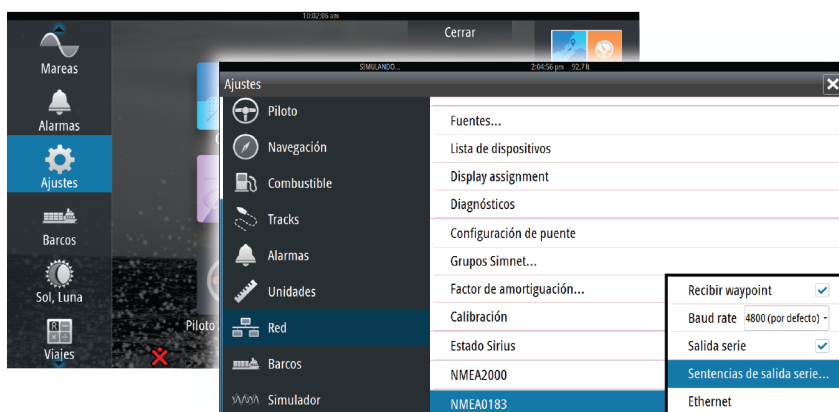 10:02:06 am
Cerrar
Mareas
Alarmas
Ajustes
Barcos
Sol, Luna
Viajes
Piloto
SIMULANDO...
2:04:56 pm 92.7 ft
Ajustes
Piloto
Navegación
Combustible
Tracks
Alarmas
Unidades
Red
Barcos
Simulador
Fuentes...
Lista de dispositivos
Display assignment
Diagnósticos
Configuración de puente
Grupos Simnet...
Factor de amortiguación...
Calibración
Estado Sirius
NMEA2000
NMEA0183
Recibir waypoint
Baud rate 4800 (por defecto)
Salida serie
Sentencias de salida serie...
Ethernet